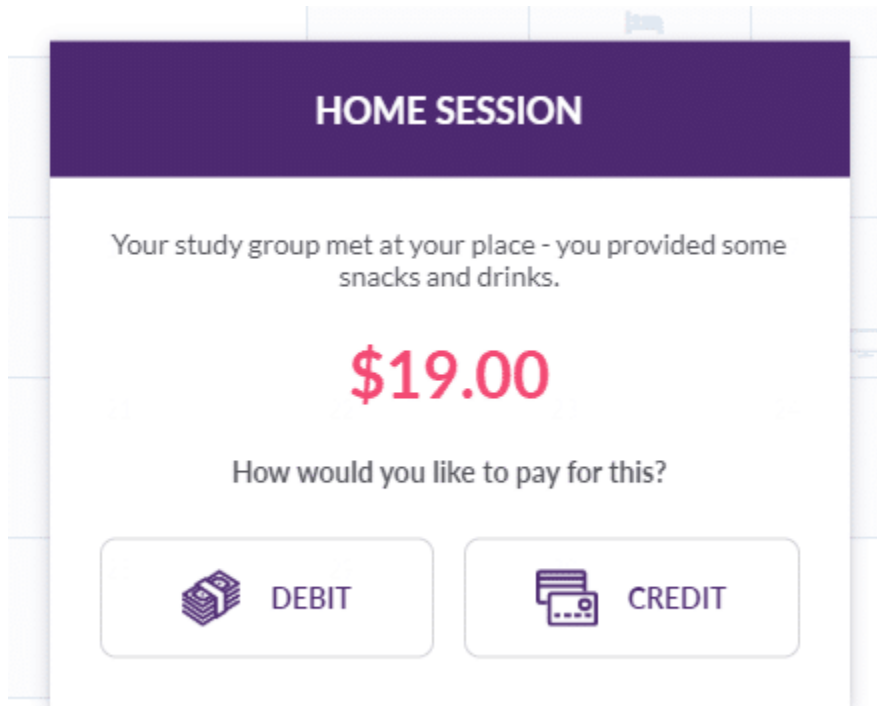 HOME SESSION
Your study group met at your place - you provided some
snacks and drinks.
$19.00
How would you like to pay for this?
DEBIT
CREDIT